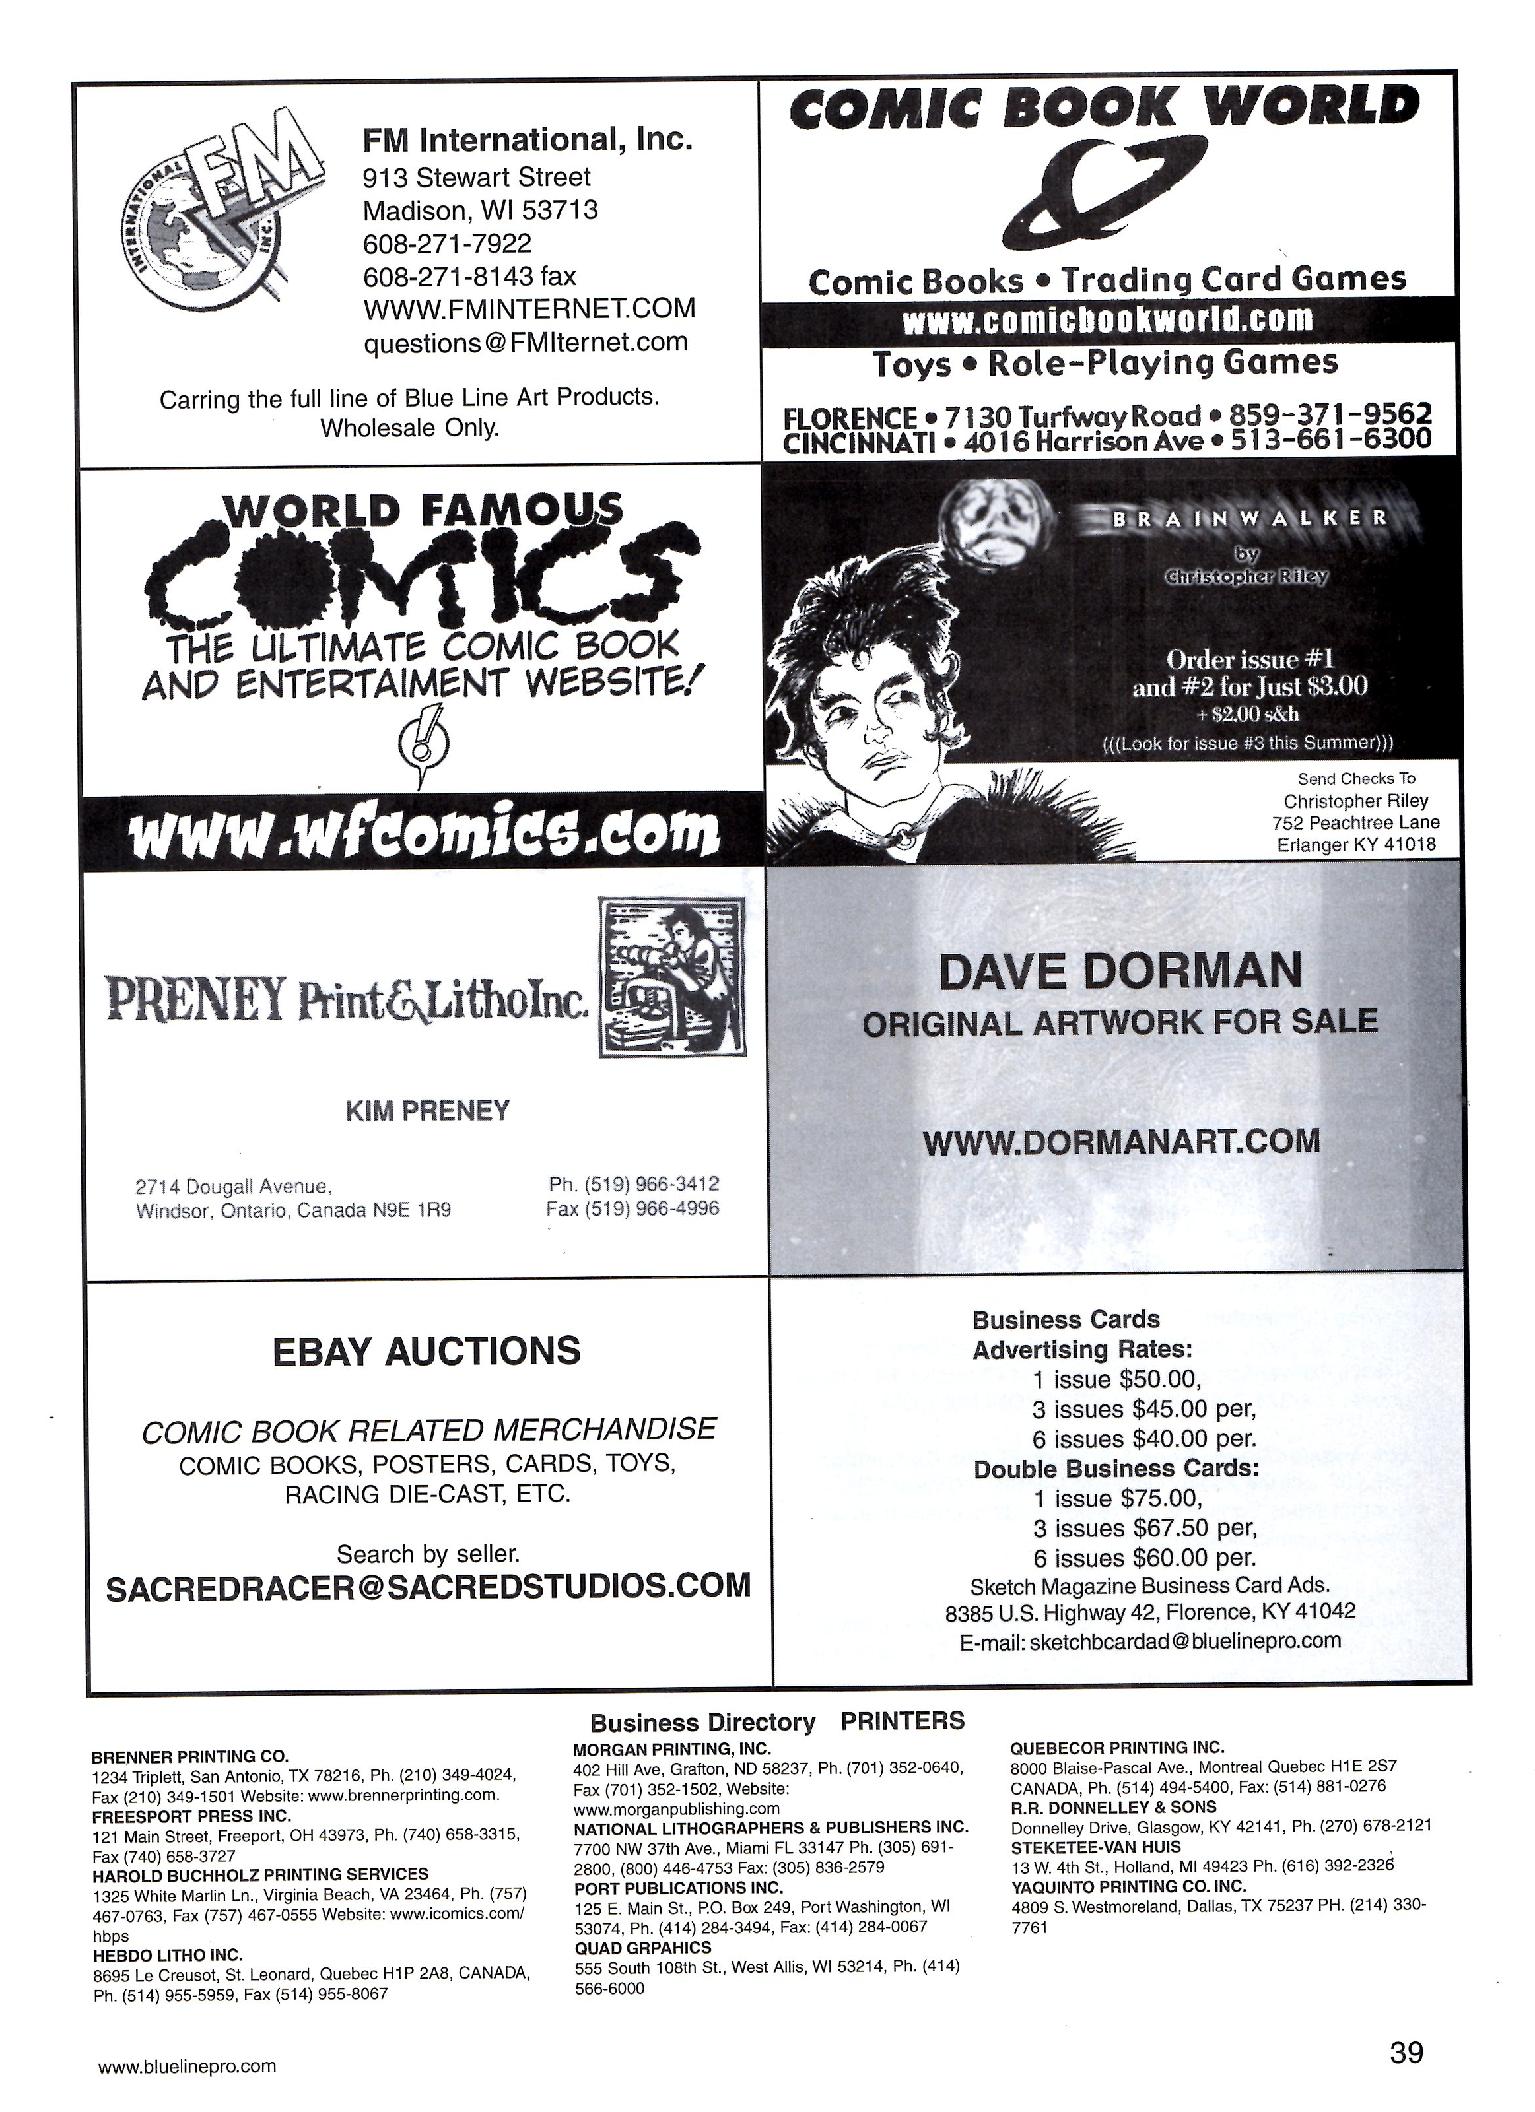 INTERNATIONAL FM INC.
FM International, Inc.
913 Stewart Street
Madison, WI 53713
608-271-7922
608-271-8143 fax
WWW.FMINTERNET.COM
questions@FMIternet.com
Carring the full line of Blue Line Art Products.
Wholesale Only.
COMIC BOOK WORLD
Comic Books • Trading Card Games
www.comicbookworld.com
Toys • Role-Playing Games
FLORENCE • 7130 Turfway Road • 859-371-9562
CINCINNATI • 4016 Harrison Ave • 513-661-6300
WORLD FAMOUS
COMICS
THE ULTIMATE COMIC BOOK
AND ENTERTAIMENT WEBSITE!
www.wfcomics.com
BRAINWALKER
by
Christopher Riley
Order issue #1
and #2 for Just $3.00
+ $2.00 s&h
(((Look for issue #3 this Summer)))
Send Checks To
Christopher Riley
752 Peachtree Lane
Erlanger KY 41018
PRENEY Print & Litho Inc.
KIM PRENEY
2714 Dougall Avenue,
Windsor, Ontario, Canada N9E 1R9
Ph. (519) 966-3412
Fax (519) 966-4996
DAVE DORMAN
ORIGINAL ARTWORK FOR SALE
WWW.DORMANART.COM
EBAY AUCTIONS
COMIC BOOK RELATED MERCHANDISE
COMIC BOOKS, POSTERS, CARDS, TOYS,
RACING DIE-CAST, ETC.
Search by seller.
SACREDRACER@SACREDSTUDIOS.COM
Business Cards
Advertising Rates:
1 issue $50.00,
3 issues $45.00 per,
6 issues $40.00 per.
Double Business Cards:
1 issue $75.00,
3 issues $67.50 per,
6 issues $60.00 per.
Sketch Magazine Business Card Ads.
8385 U.S. Highway 42, Florence, KY 41042
E-mail: sketchbcardad@bluelinepro.com
Business Directory PRINTERS
BRENNER PRINTING CO.
1234 Triplett, San Antonio, TX 78216, Ph. (210) 349-4024,
Fax (210) 349-1501 Website: www.brennerprinting.com.
FREESPORT PRESS INC.
121 Main Street, Freeport, OH 43973, Ph. (740) 658-3315,
Fax (740) 658-3727
HAROLD BUCHHOLZ PRINTING SERVICES
1325 White Marlin Ln., Virginia Beach, VA 23464, Ph. (757)
467-0763, Fax (757) 467-0555 Website: www.icomics.com/
hbps
HEBDO LITHO INC.
8695 Le Creusot, St. Leonard, Quebec H1P 2A8, CANADA,
Ph. (514) 955-5959, Fax (514) 955-8067
MORGAN PRINTING, INC.
402 Hill Ave, Grafton, ND 58237, Ph. (701) 352-0640,
Fax (701) 352-1502, Website:
www.morganpublishing.com
NATIONAL LITHOGRAPHERS & PUBLISHERS INC.
7700 NW 37th Ave., Miami FL 33147 Ph. (305) 691-
2800, (800) 446-4753 Fax: (305) 836-2579
PORT PUBLICATIONS INC.
125 E. Main St., P.O. Box 249, Port Washington, WI
53074, Ph. (414) 284-3494, Fax: (414) 284-0067
QUAD GRPAHICS
555 South 108th St., West Allis, WI 53214, Ph. (414)
566-6000
QUEBECOR PRINTING INC.
8000 Blaise-Pascal Ave., Montreal Quebec H1E 2S7
CANADA, Ph. (514) 494-5400, Fax: (514) 881-0276
R.R. DONNELLEY & SONS
Donnelley Drive, Glasgow, KY 42141, Ph. (270) 678-2121
STEKETEE-VAN HUIS
13 W. 4th St., Holland, MI 49423 Ph. (616) 392-2326
YAQUINTO PRINTING CO. INC.
4809 S. Westmoreland, Dallas, TX 75237 PH. (214) 330-
7761
www.bluelinepro.com
39